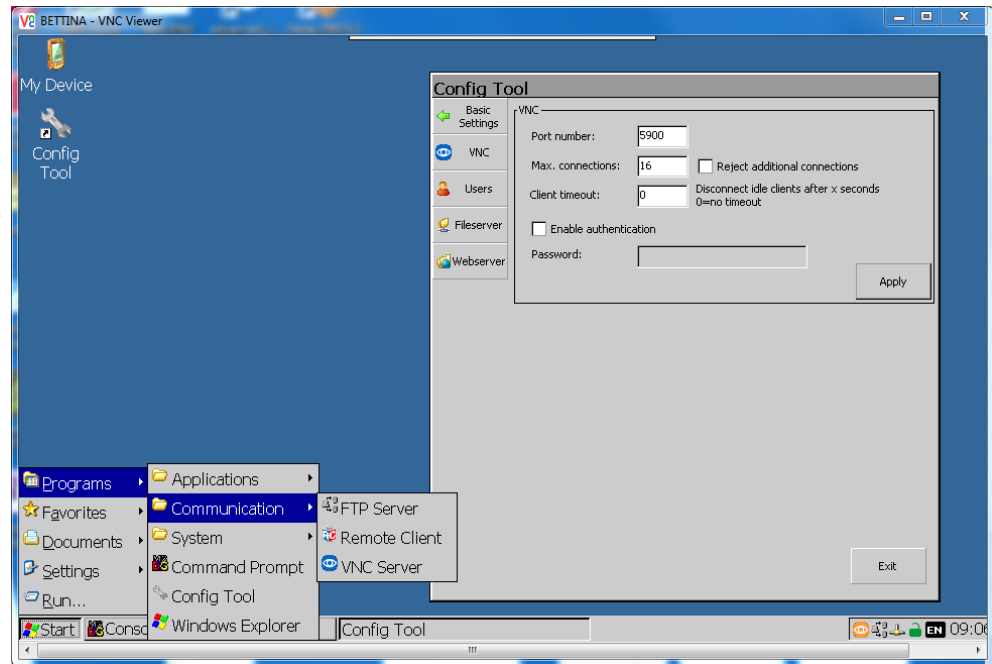 BETTINA - VNC Viewer
My Device
Config
Tool
Config Tool
Basic
Settings
VNC
Users
Fileserver
Webserver
VNC
Port number:
5900
Max. connections:
16
Reject additional connections
Client timeout:
0
Disconnect idle clients after x seconds
0=no timeout
Enable authentication
Password:
Apply
Exit
Programs
Favorites
Documents
Settings
Run...
Applications
Communication
System
Command Prompt
Config Tool
Windows Explorer
FTP Server
Remote Client
VNC Server
Start
Conso
Config Tool
EN
09:06